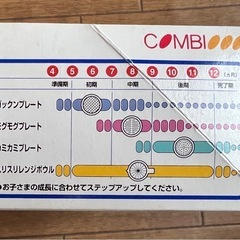 COMBI
4 5 6 7 8 9 10 11 12 (ヵ月)
準備期 初期 中期 後期 完了期
ゴックンプレート
モグモグプレート
カミカミプレート
スリスリレンジボウル
●お子さまの成長に合わせてステップアップしてください。